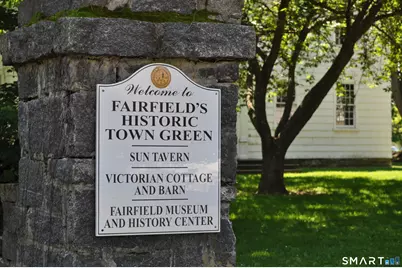 Welcome to
FAIRFIELD'S
HISTORIC
TOWN GREEN
SUN TAVERN
VICTORIAN COTTAGE
AND BARN
FAIRFIELD MUSEUM
AND HISTORY CENTER
SMART